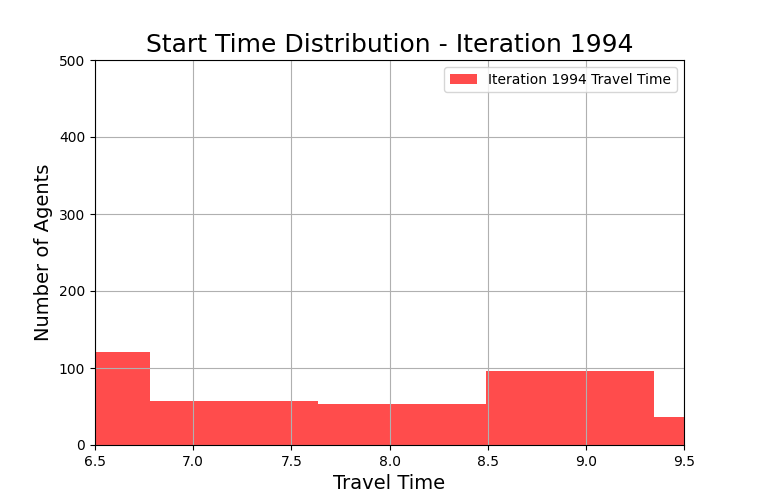 Start Time Distribution - Iteration 1994
Iteration 1994 Travel Time
Number of Agents
500
400
300
200
100
0
6.5 7.0 7.5 8.0 8.5 9.0 9.5
Travel Time